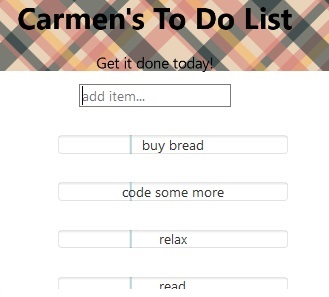 Carmen's To Do List
Get it done today!
add item...
buy bread
code some more
relax
read